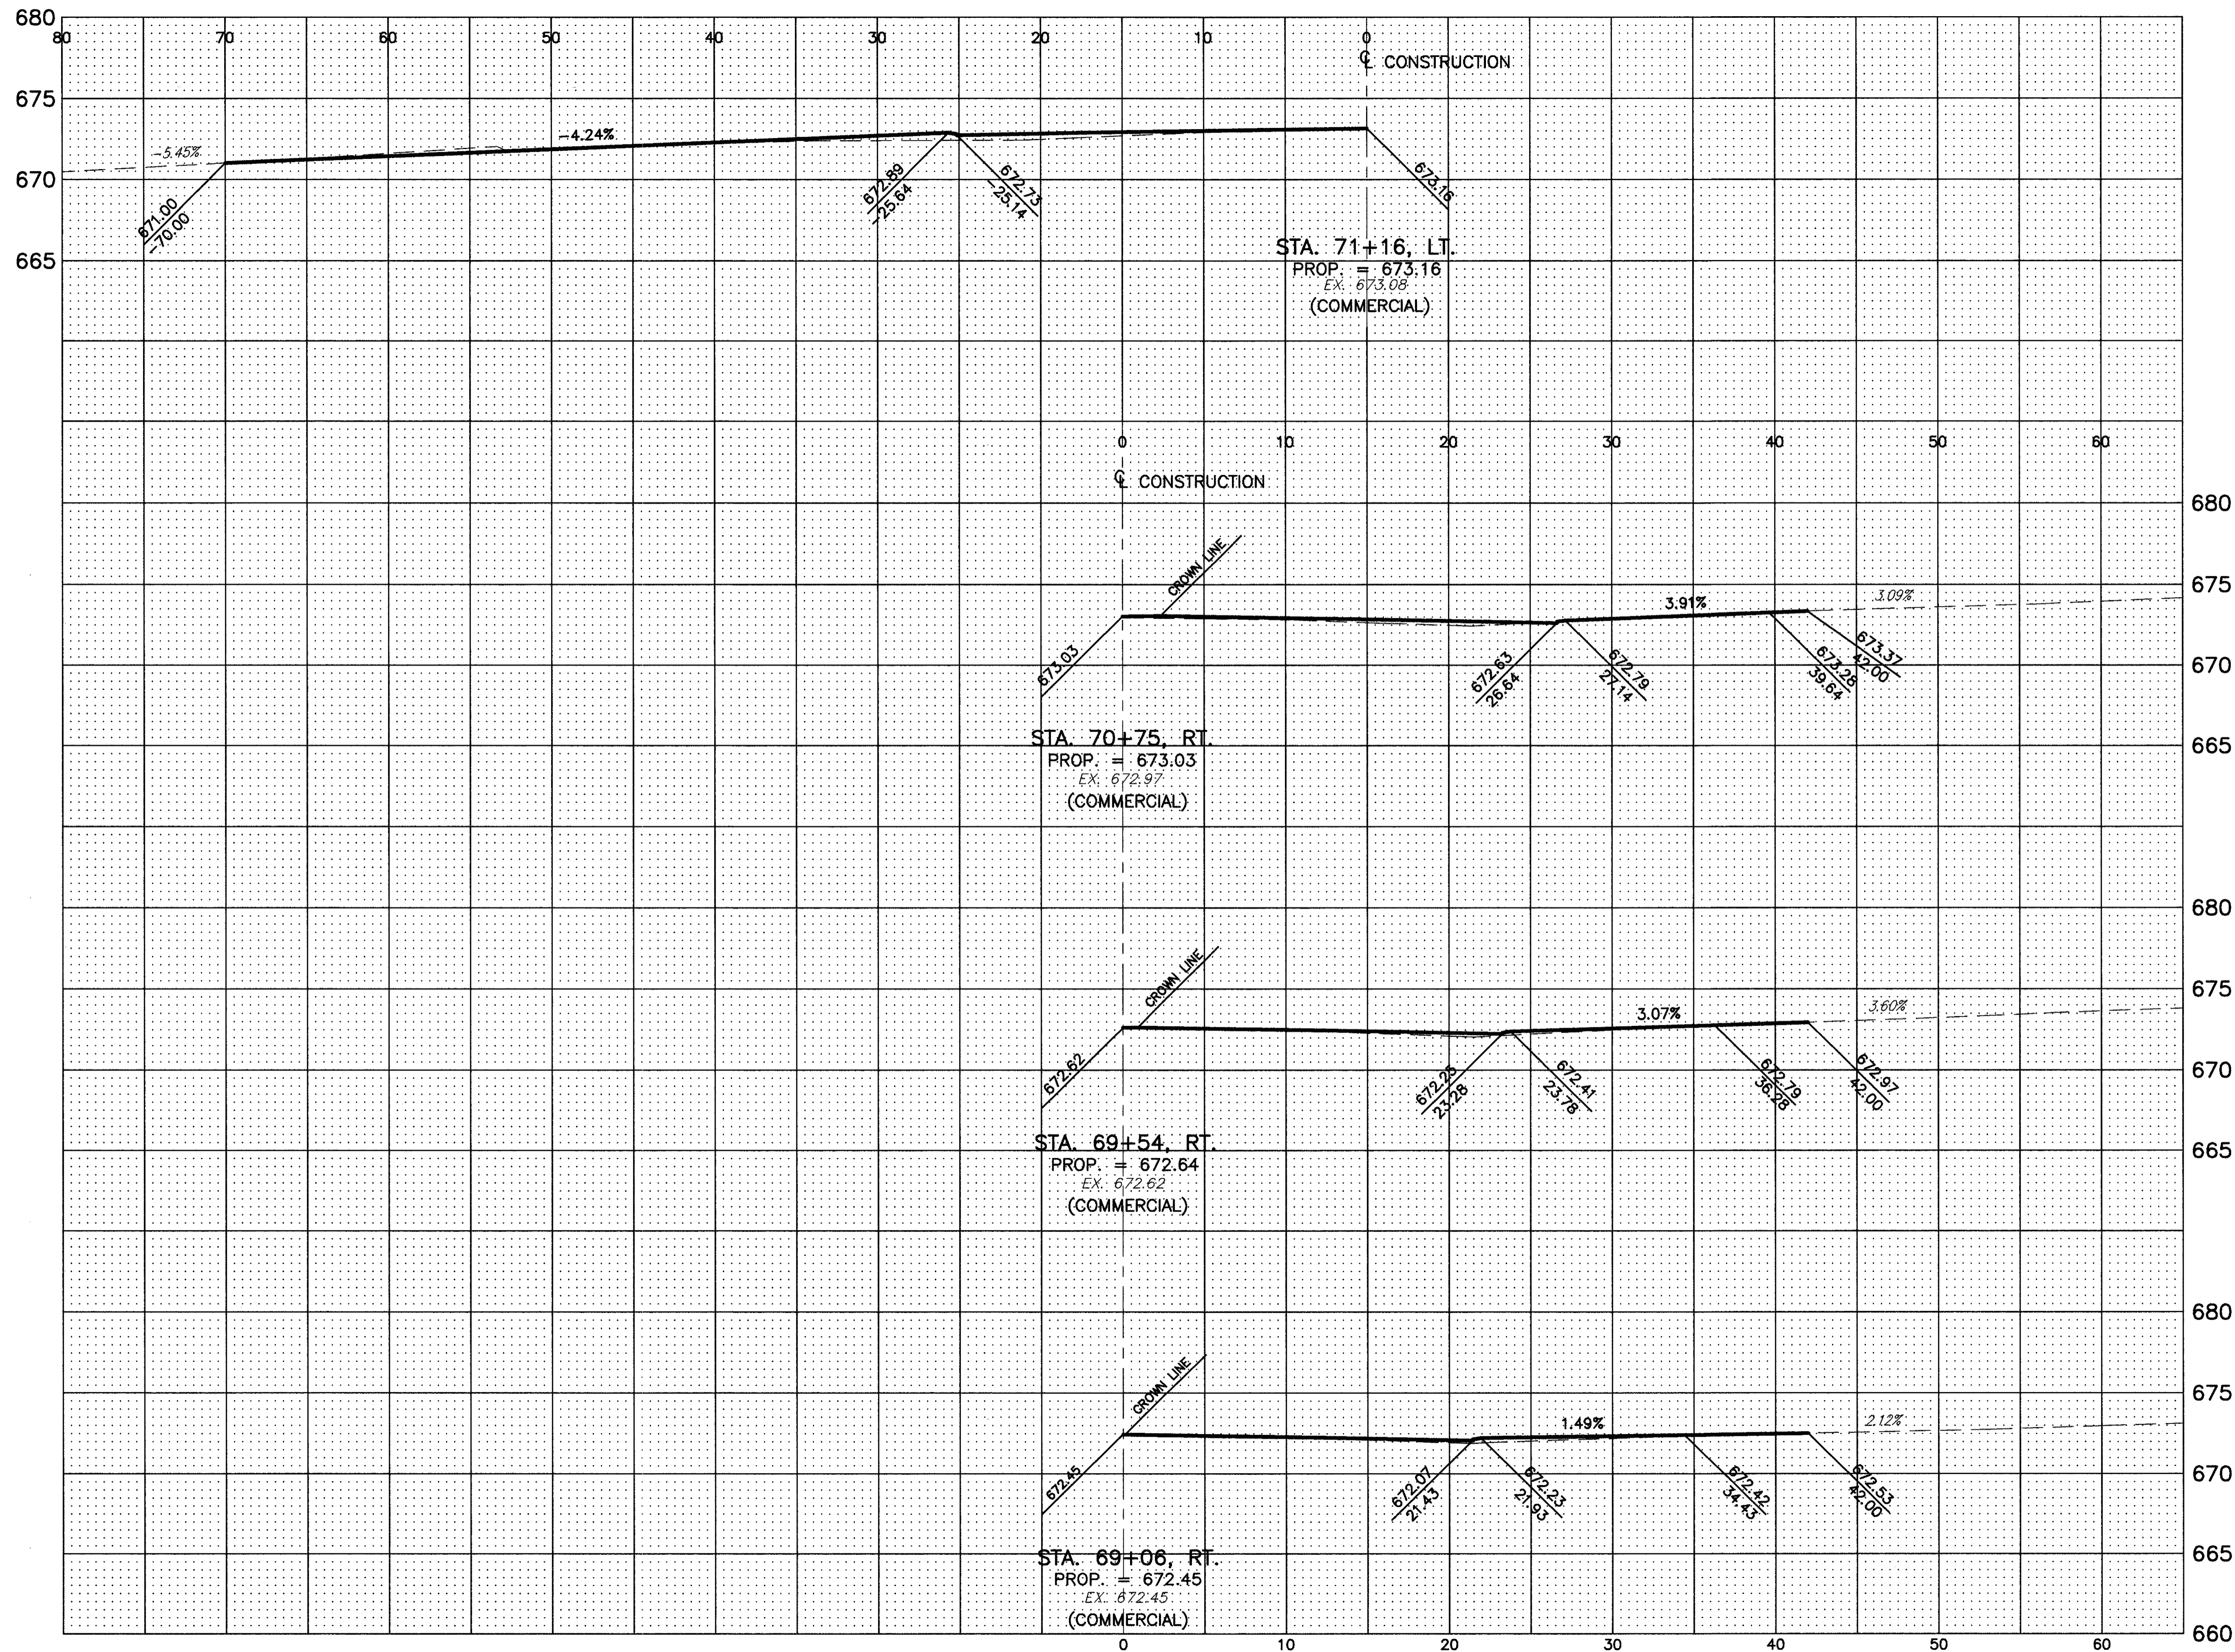 680
80 70 60 50 40 30 20 10 0
℄ CONSTRUCTION
675
-4.24%
-5.45%
670
671.00
-70.00
672.89
-25.64
672.73
-25.14
673.16
665
STA. 71+16, LT.
PROP. = 673.16
EX. 673.08
(COMMERCIAL)
0 10 20 30 40 50 60
℄ CONSTRUCTION
680
CROWN LINE
675
3.91%
3.09%
670
673.03
672.63
26.64
672.79
27.14
673.28
39.64
673.37
42.00
665
STA. 70+75, RT.
PROP. = 673.03
EX. 672.97
(COMMERCIAL)
680
CROWN LINE
675
3.07%
3.60%
670
672.62
672.25
23.28
672.41
23.78
672.79
36.28
672.97
42.00
665
STA. 69+54, RT.
PROP. = 672.64
EX. 672.62
(COMMERCIAL)
680
CROWN LINE
675
1.49%
2.12%
670
672.45
672.07
21.43
672.23
21.93
672.42
34.43
672.53
42.00
665
STA. 69+06, RT.
PROP. = 672.45
EX. 672.45
(COMMERCIAL)
660
0 10 20 30 40 50 60